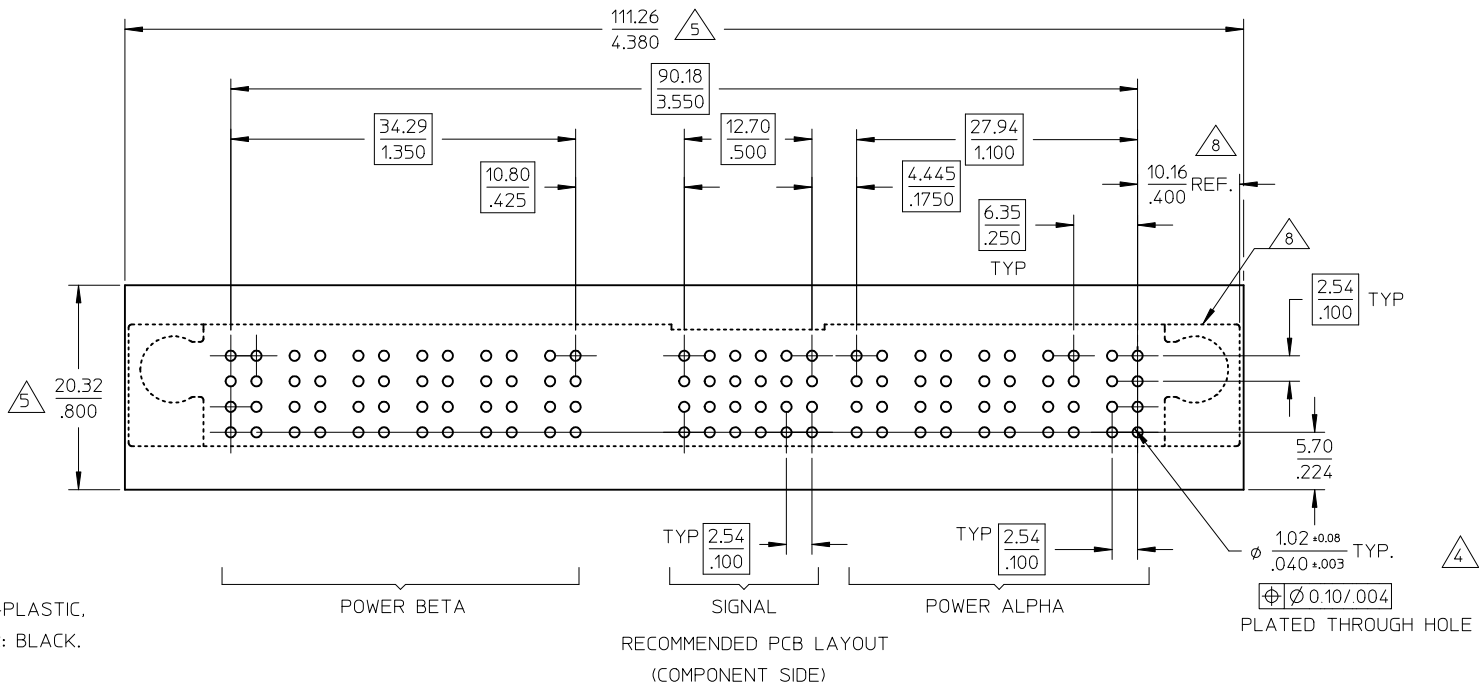 111.26
4.380
5
90.18
3.550
34.29
1.350
12.70
.500
27.94
1.100
8
10.80
.425
4.445
.1750
10.16
.400
REF.
6.35
.250
TYP
8
2.54
.100
TYP
5
20.32
.800
5.70
.224
TYP
2.54
.100
TYP
2.54
.100
⌀
1.02 ±0.08
.040 ±.003
TYP.
4
⌖ ⌀ 0.10/.004
PLATED THROUGH HOLE
POWER BETA
SIGNAL
POWER ALPHA
PLASTIC,
: BLACK.
RECOMMENDED PCB LAYOUT
(COMPONENT SIDE)